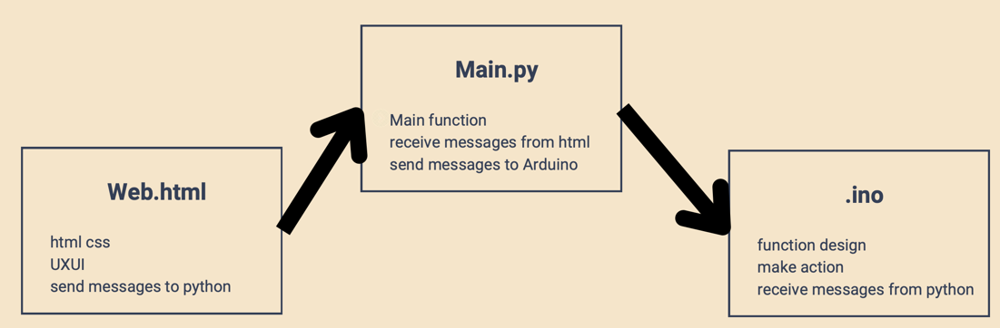 Main.py
Main function
receive messages from html
send messages to Arduino
Web.html
html css
UXUI
send messages to python
.ino
function design
make action
receive messages from python